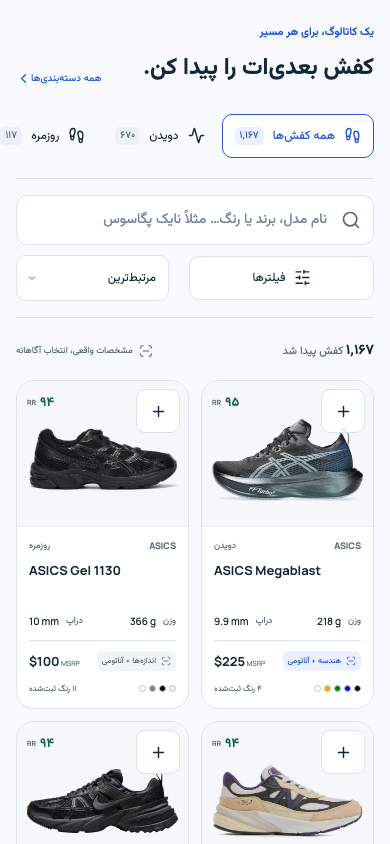 یک کاتالوگ، برای هر مسیر
کفش بعدی‌ات را پیدا کن.
همه دسته‌بندی‌ها
همه کفش‌ها ۱,۱۶۷
دویدن ۶۷۰
روزمره ۱۱۷
نام مدل، برند یا رنگ... مثلاً نایک پگاسوس
فیلترها
مرتبط‌ترین
۱,۱۶۷ کفش پیدا شد
مشخصات واقعی، انتخاب آگاهانه
RR ۹۵
FF Turbo²
دویدن ASICS
ASICS Megablast
وزن 218 g دراپ 9.9 mm
$225 MSRP هندسه + آناتومی
۴ رنگ ثبت‌شده
RR ۹۴
روزمره ASICS
ASICS Gel 1130
وزن 366 g دراپ 10 mm
$100 MSRP اندازه‌ها + آناتومی
۱۱ رنگ ثبت‌شده
RR ۹۴
RR ۹۴